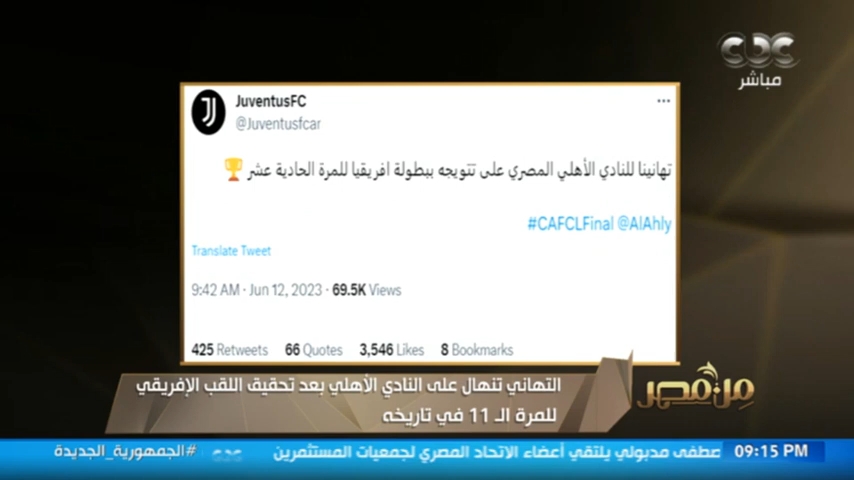 cbc
مباشر
JuventusFC
@Juventusfcar
تهانينا للنادي الأهلي المصري على تتويجه ببطولة افريقيا للمرة الحادية عشر 🏆
#CAFCLFinal @AlAhly
Translate Tweet
9:42 AM · Jun 12, 2023 · 69.5K Views
425 Retweets 66 Quotes 3,546 Likes 8 Bookmarks
التهاني تنهال على النادي الأهلي بعد تحقيق اللقب الإفريقي
للمرة الـ 11 في تاريخه
من مصر
09:15 PM صطفى مدبولي يلتقي أعضاء الاتحاد المصري لجمعيات المستثمرين cbc #الجمهورية_الجديدة